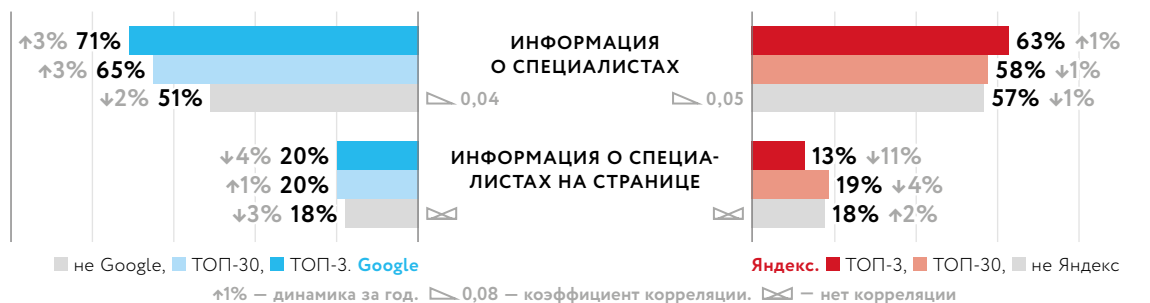 ↑3% 71% ИНФОРМАЦИЯ 63% ↑1%
↑3% 65% О СПЕЦИАЛИСТАХ 58% ↓1%
↓2% 51% 0,04 0,05 57% ↓1%
↓4% 20% ИНФОРМАЦИЯ О СПЕЦИА- 13% ↓11%
↑1% 20% ЛИСТАХ НА СТРАНИЦЕ 19% ↓4%
↓3% 18% 18% ↑2%
не Google, ТОП-30, ТОП-3. Google Яндекс. ТОП-3, ТОП-30, не Яндекс
↑1% — динамика за год. 0,08 — коэффициент корреляции. — нет корреляции